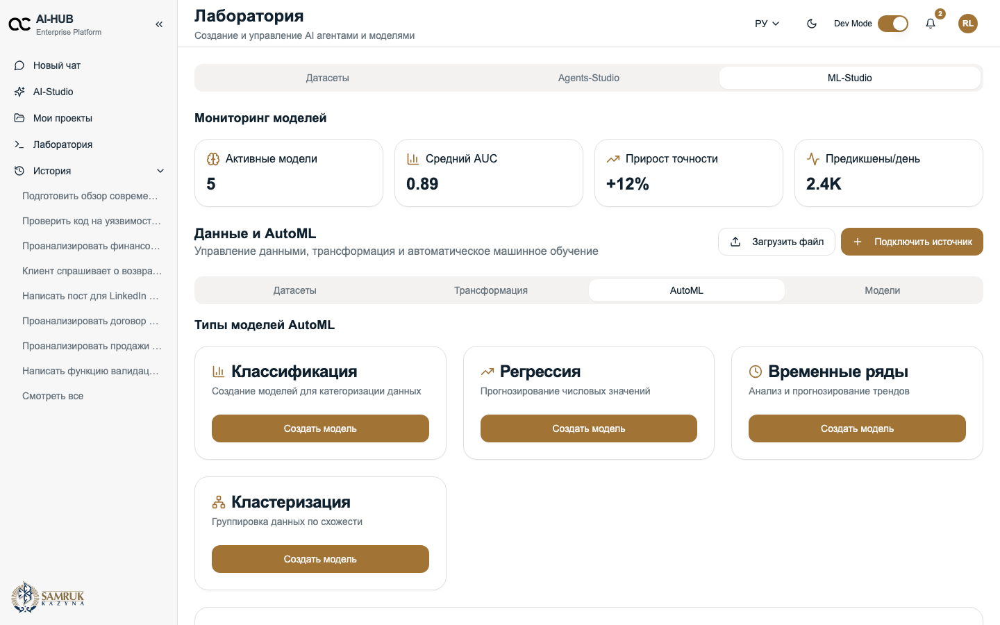 AI-HUB
Enterprise Platform
Новый чат
AI-Studio
Мои проекты
Лаборатория
История
Подготовить обзор совреме...
Проверить код на уязвимост...
Проанализировать финансо...
Клиент спрашивает о возвра...
Написать пост для LinkedIn ...
Проанализировать договор ...
Проанализировать продажи ...
Написать функцию валидац...
Смотреть все
SAMRUK
KAZYNA
Лаборатория
Создание и управление AI агентами и моделями
РУ
Dev Mode
2
RL
Датасеты
Agents-Studio
ML-Studio
Мониторинг моделей
Активные модели
5
Средний AUC
0.89
Прирост точности
+12%
Предикшены/день
2.4K
Данные и AutoML
Управление данными, трансформация и автоматическое машинное обучение
Загрузить файл
Подключить источник
Датасеты
Трансформация
AutoML
Модели
Типы моделей AutoML
Классификация
Создание моделей для категоризации данных
Создать модель
Регрессия
Прогнозирование числовых значений
Создать модель
Временные ряды
Анализ и прогнозирование трендов
Создать модель
Кластеризация
Группировка данных по схожести
Создать модель